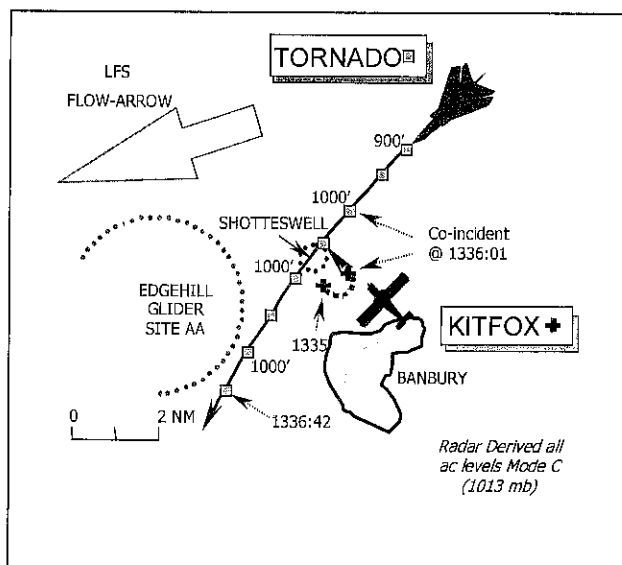 TORNADO
LFS
FLOW-ARROW
900'
1000'
SHOTTESWELL
Co-incident
@ 1336:01
1000'
EDGEHILL
GLIDER
SITE AA
KITFOX
1335
1000'
BANBURY
0 2 NM
1336:42
Radar Derived all
ac levels Mode C
(1013 mb)